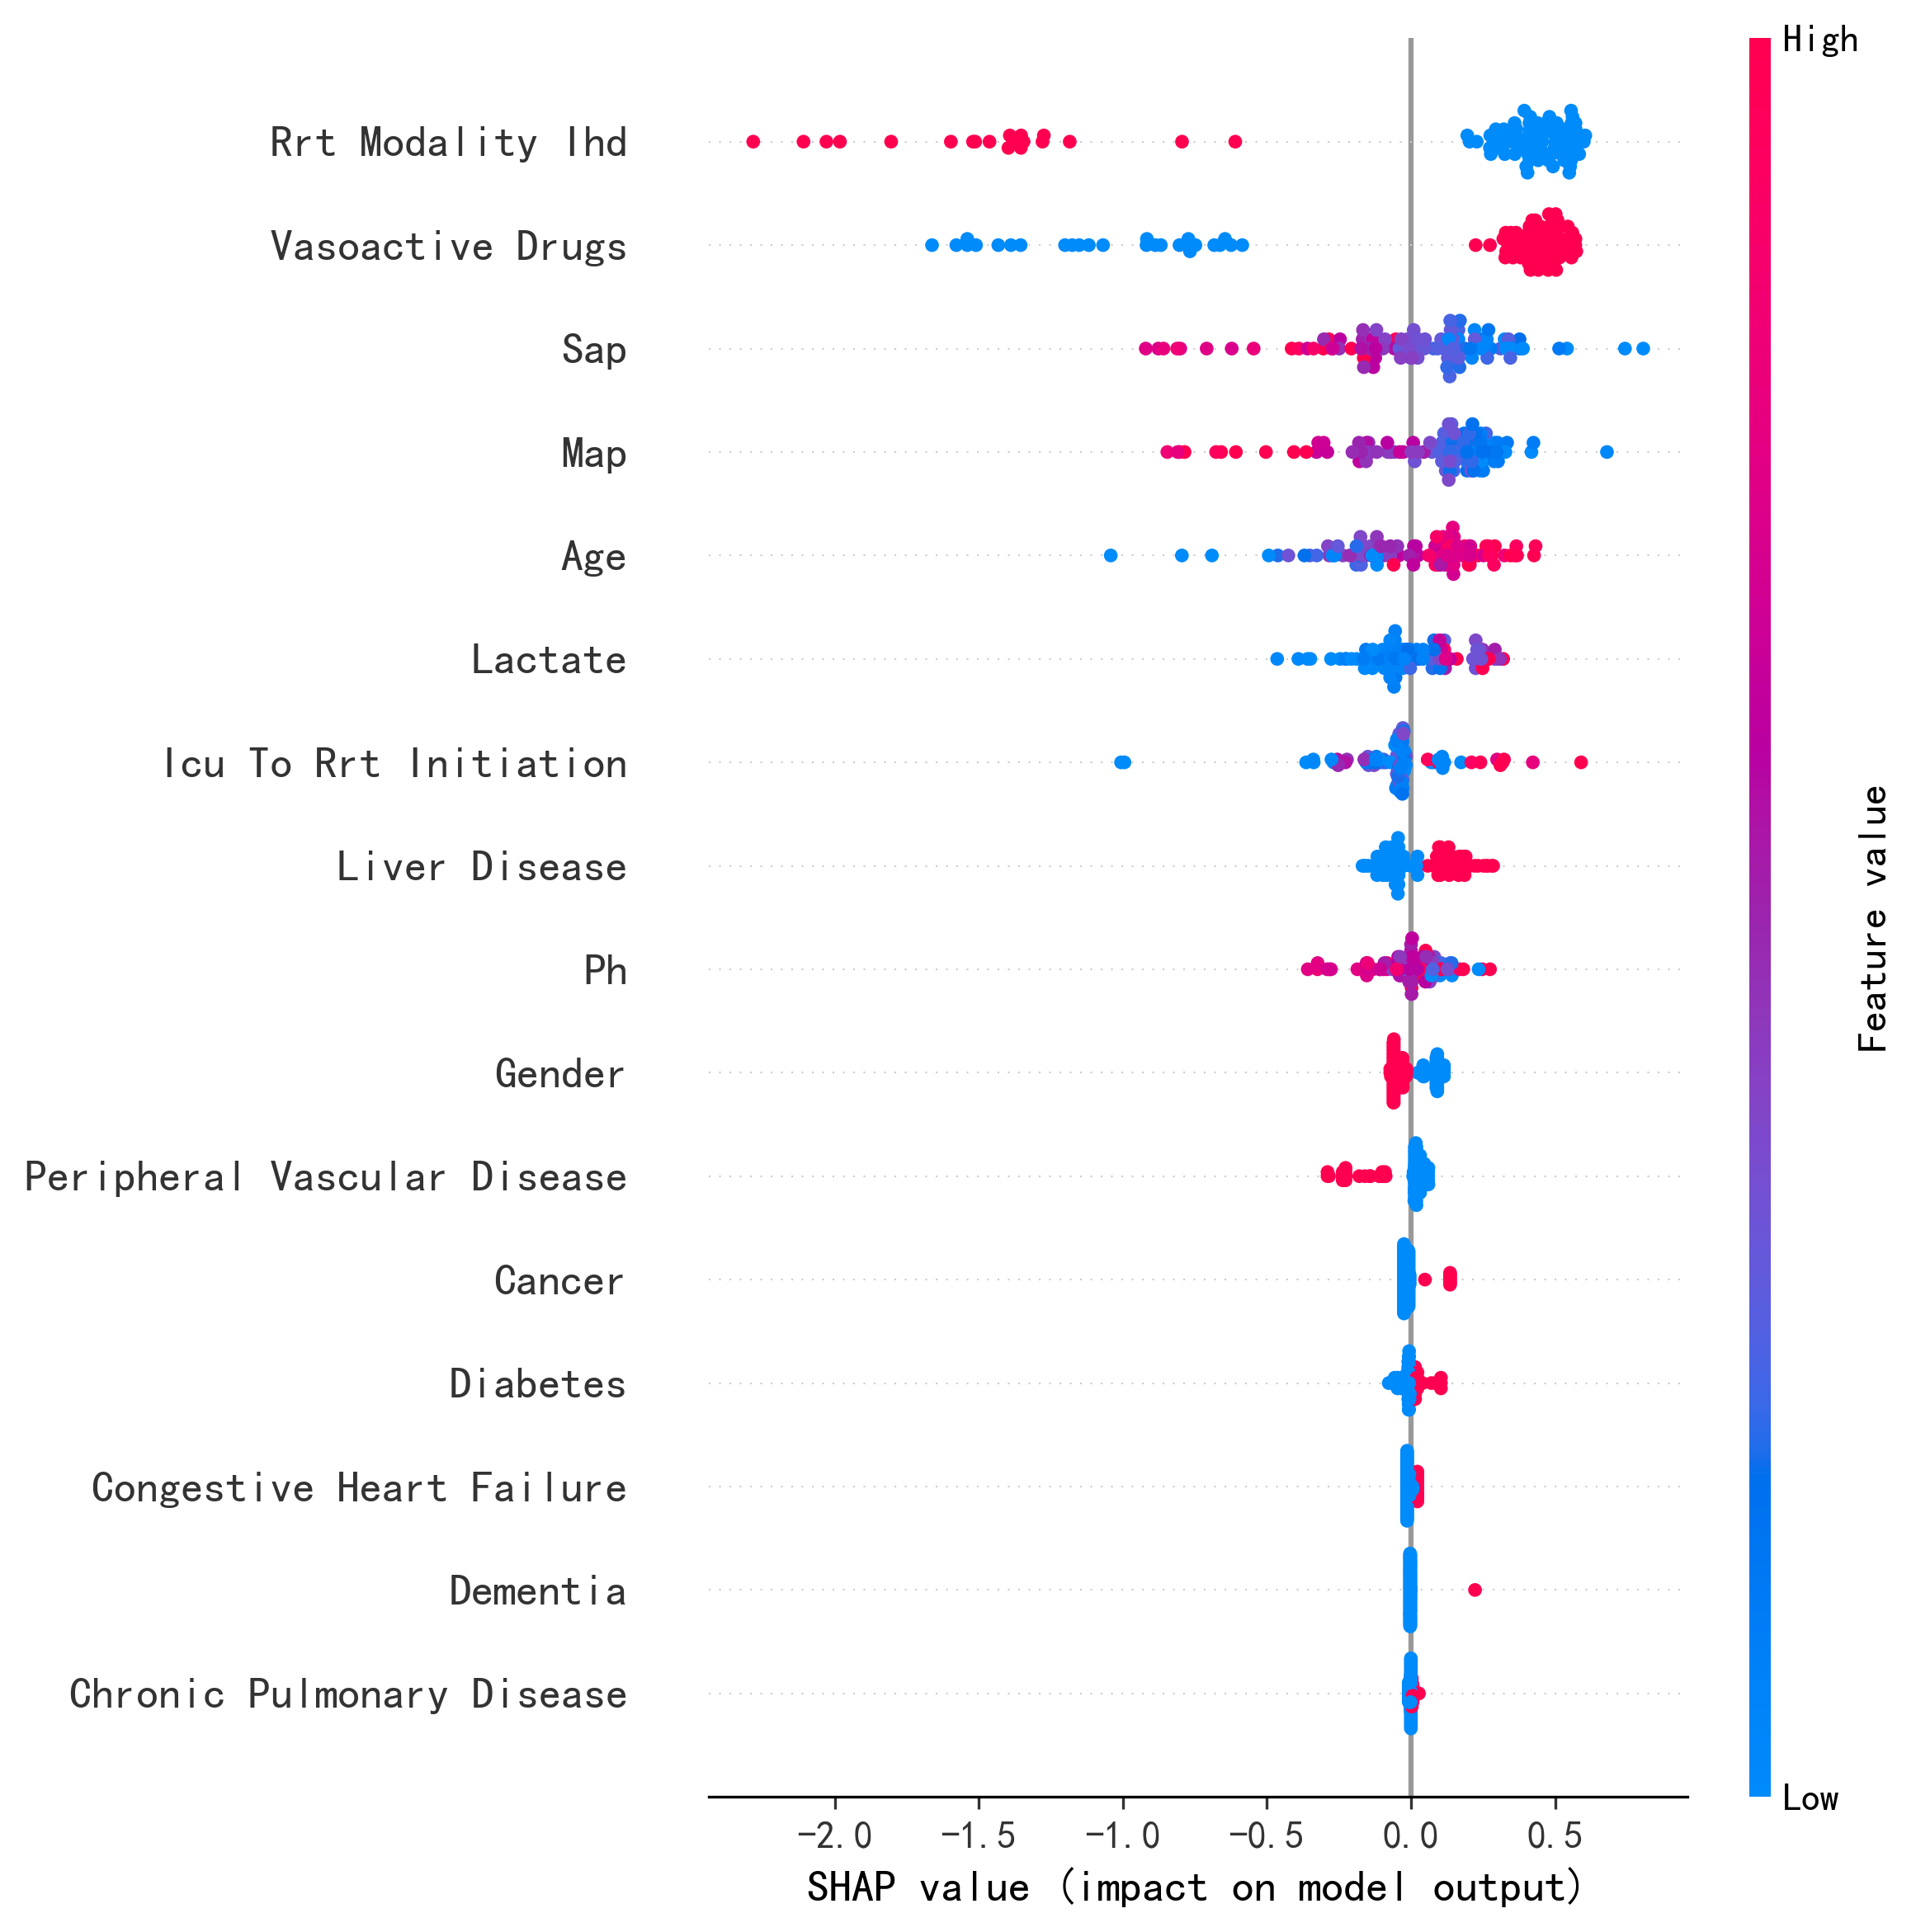 High
Rrt Modality Ihd
Vasoactive Drugs
Sap
Map
Age
Lactate
Icu To Rrt Initiation
Liver Disease
Ph
Gender
Peripheral Vascular Disease
Cancer
Diabetes
Congestive Heart Failure
Dementia
Chronic Pulmonary Disease
Feature value
Low
−2.0 −1.5 −1.0 −0.5 0.0 0.5
SHAP value (impact on model output)